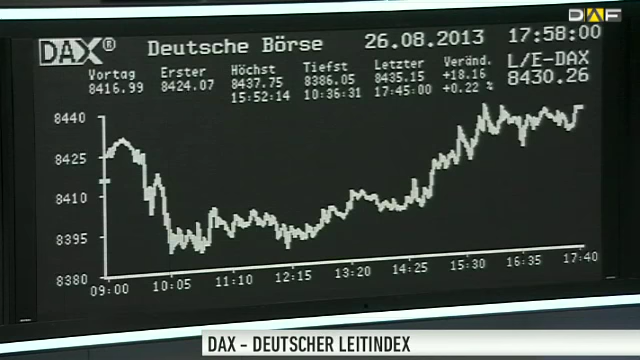 DAF
DAX® Deutsche Börse 26.08.2013 17:58:00
Vortag Erster Höchst Tiefst Letzter Veränd. L/E-DAX
8416.99 8424.07 8437.75 8386.05 8435.15 +18.16 8430.26
15:52:14 10:36:31 17:45:00 +0.22 %
8440
8425
8410
8395
8380
09:00 10:05 11:10 12:15 13:20 14:25 15:30 16:35 17:40
DAX – DEUTSCHER LEITINDEX